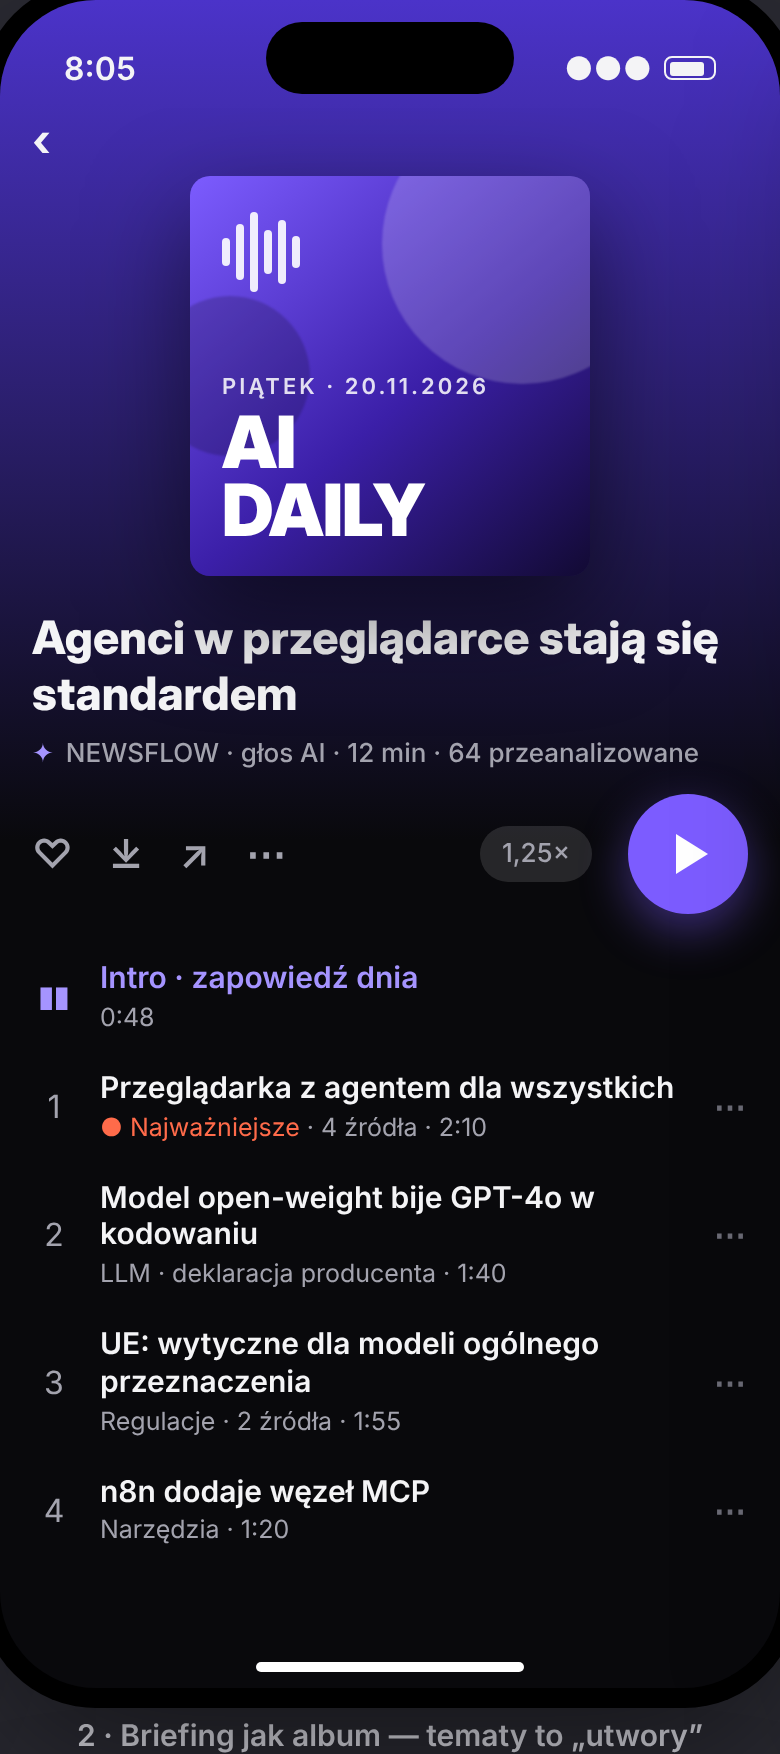 8:05
PIĄTEK · 20.11.2026
AI
DAILY
Agenci w przeglądarce stają się
standardem
NEWSFLOW · głos AI · 12 min · 64 przeanalizowane
1,25×
Intro · zapowiedź dnia
0:48
1
Przeglądarka z agentem dla wszystkich
Najważniejsze · 4 źródła · 2:10
2
Model open-weight bije GPT-4o w
kodowaniu
LLM · deklaracja producenta · 1:40
3
UE: wytyczne dla modeli ogólnego
przeznaczenia
Regulacje · 2 źródła · 1:55
4
n8n dodaje węzeł MCP
Narzędzia · 1:20
2 · Briefing jak album — tematy to „utwory”